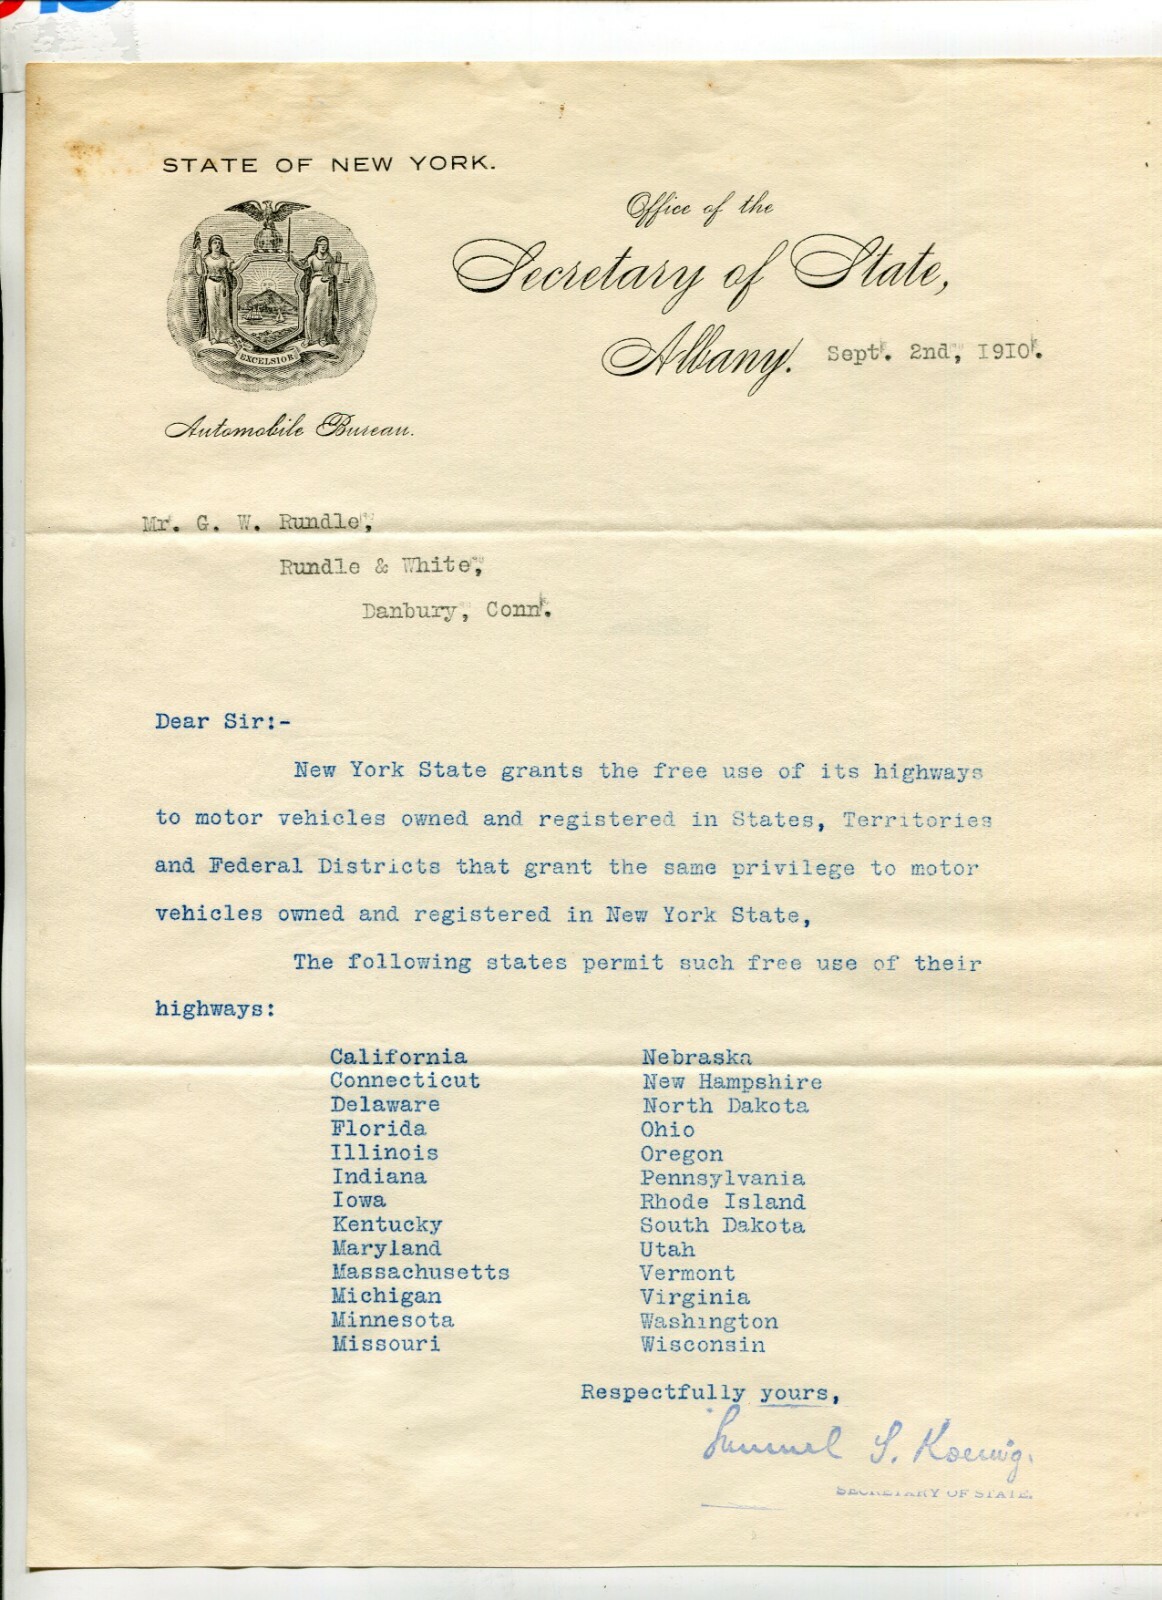 STATE OF NEW YORK.
Office of the
Secretary of State,
Albany. Sept. 2nd, 1910.
EXCELSIOR
Automobile Bureau.
Mr. G. W. Rundle,
Rundle & White,
Danbury, Conn.
Dear Sir:-
New York State grants the free use of its highways
to motor vehicles owned and registered in States, Territories
and Federal Districts that grant the same privilege to motor
vehicles owned and registered in New York State,
The following states permit such free use of their
highways:
California Nebraska
Connecticut New Hampshire
Delaware North Dakota
Florida Ohio
Illinois Oregon
Indiana Pennsylvania
Iowa Rhode Island
Kentucky South Dakota
Maryland Utah
Massachusetts Vermont
Michigan Virginia
Minnesota Washington
Missouri Wisconsin
Respectfully yours,
Samuel S. Koenig.
SECRETARY OF STATE.